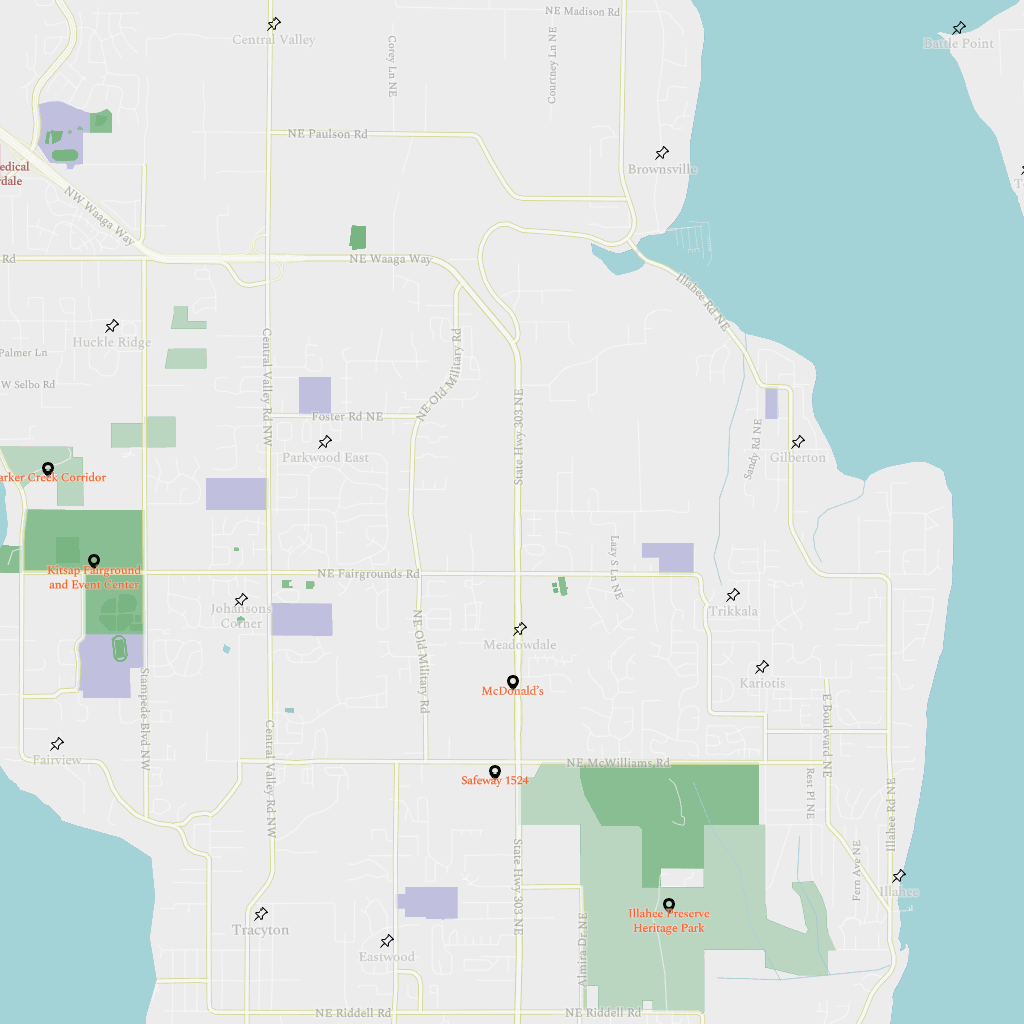 NE Madison Rd
Central Valley
Corey Ln NE
Courtney Ln NE
Battle Point
NE Paulson Rd
Brownsville
edical
rdale
NW Waaga Way
Rd
NE Waaga Way
Illahee Rd NE
Huckle Ridge
Palmer Ln
W Selbo Rd
Central Valley Rd NW
NE Old Military Rd
State Hwy 303 NE
Foster Rd NE
Sandy Rd NE
Parkwood East
Gilberton
arker Creek Corridor
Kitsap Fairground
and Event Center
NE Fairgrounds Rd
Lazy S Ln NE
Johansons
Corner
Trikkala
NE Old Military Rd
Meadowdale
Kariotis
McDonald's
Stampede Blvd NW
E Boulevard NE
Fairview
Central Valley Rd NW
NE McWilliams Rd
Safeway 1524
Rest Pl NE
Illahee Rd NE
State Hwy 303 NE
Fern Ave NE
Illahee
Illahee Preserve
Heritage Park
Tracyton
Eastwood
Almira Dr NE
NE Riddell Rd
NE Riddell Rd